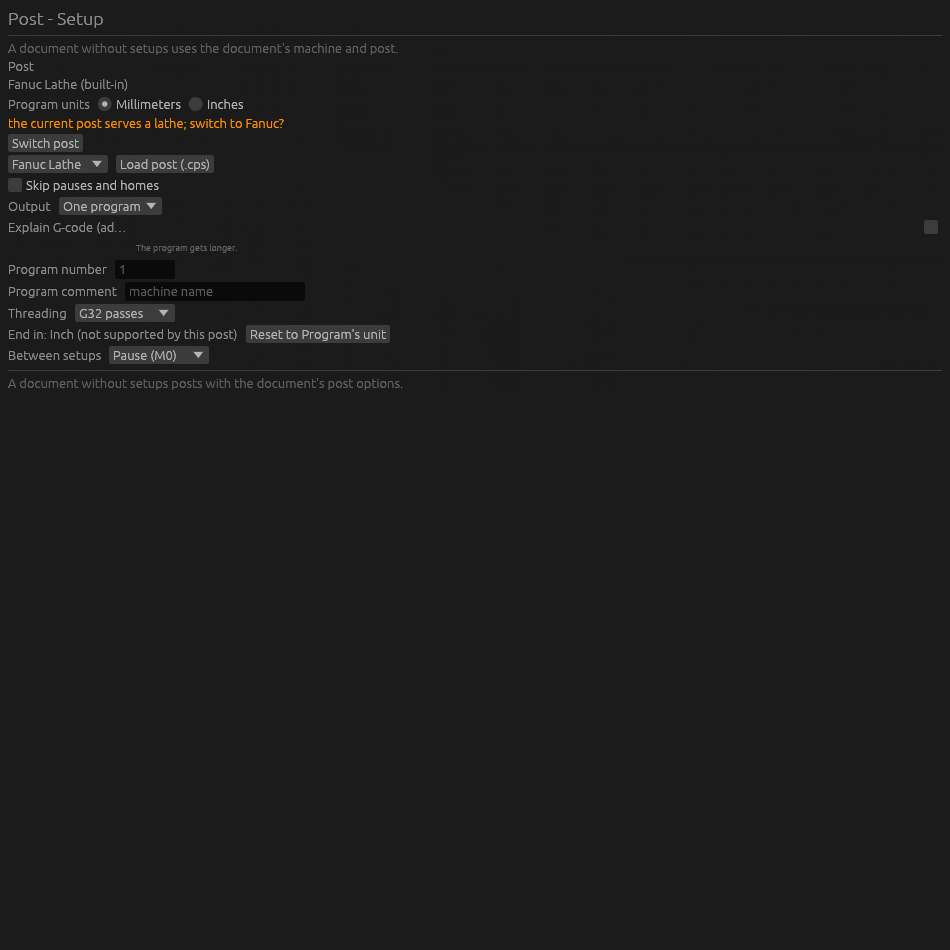 Post - Setup
A document without setups uses the document's machine and post.
Post
Fanuc Lathe (built-in)
Program units Millimeters Inches
the current post serves a lathe; switch to Fanuc?
Switch post
Fanuc Lathe Load post (.cps)
Skip pauses and homes
Output One program
Explain G-code (ad…
The program gets longer.
Program number 1
Program comment machine name
Threading G32 passes
End in: Inch (not supported by this post) Reset to Program's unit
Between setups Pause (M0)
A document without setups posts with the document's post options.